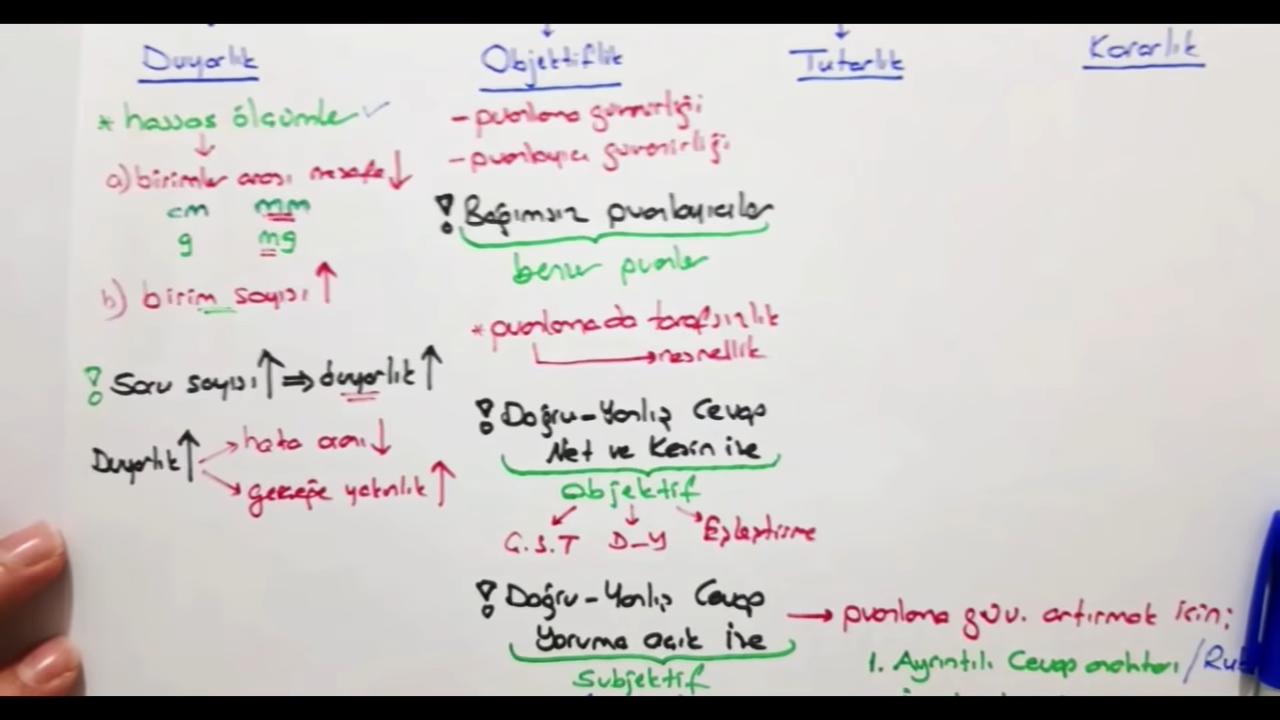 Duyarlık
* hassas ölçümler ✓
↓
a) birimler arası mesafe ↓
cm mm
g mg
b) birim sayısı ↑
! Soru sayısı ↑ ⇒ duyarlık ↑
Duyarlık ↑
→ hata oranı ↓
→ gerçeğe yakınlık ↑
Objektiflik
- puanlama güvenirliği
- puanlayıcı güvenirliği
! Bağımsız puanlayıcılar
benzer puanlar
* puanlamada tarafsızlık
→ nesnellik
! Doğru-Yanlış Cevap
Net ve Kesin ise
Objektif
Ç.S.T D-Y Eşleştirme
! Doğru-Yanlış Cevap
Yoruma açık ise
Subjektif
→ puanlama güv. artırmak için;
1. Ayrıntılı Cevap anahtarı / Rub
Tutarlık
Kararlık